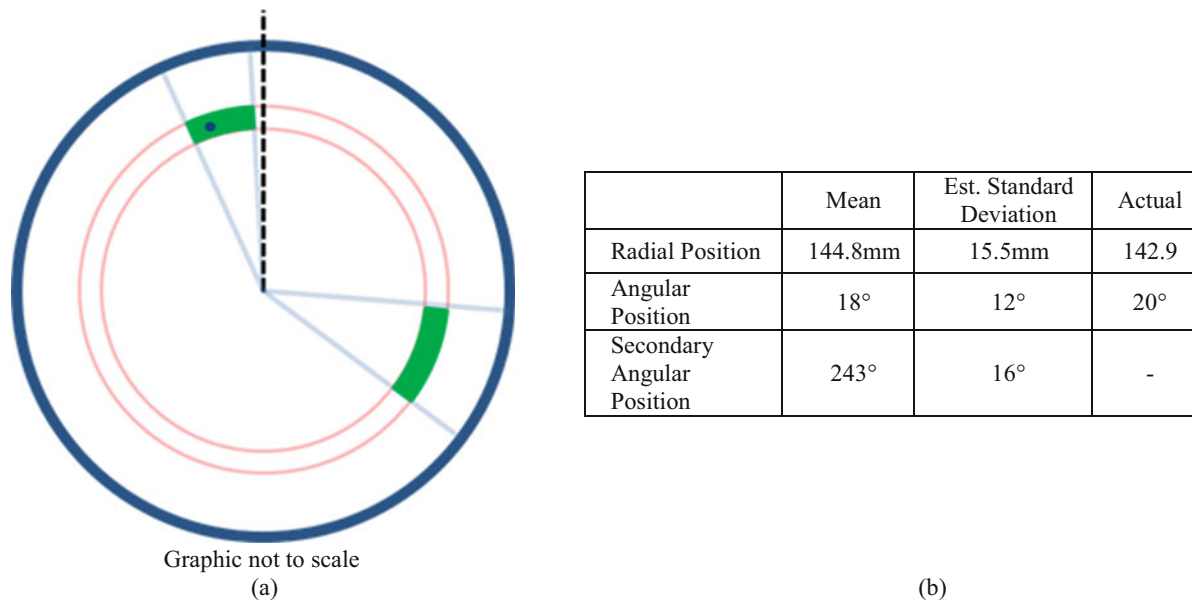 Graphic not to scale
(a)
Mean
Est. Standard
Deviation
Actual
Radial Position
144.8mm
15.5mm
142.9
Angular
Position
18°
12°
20°
Secondary
Angular
Position
243°
16°
-
(b)